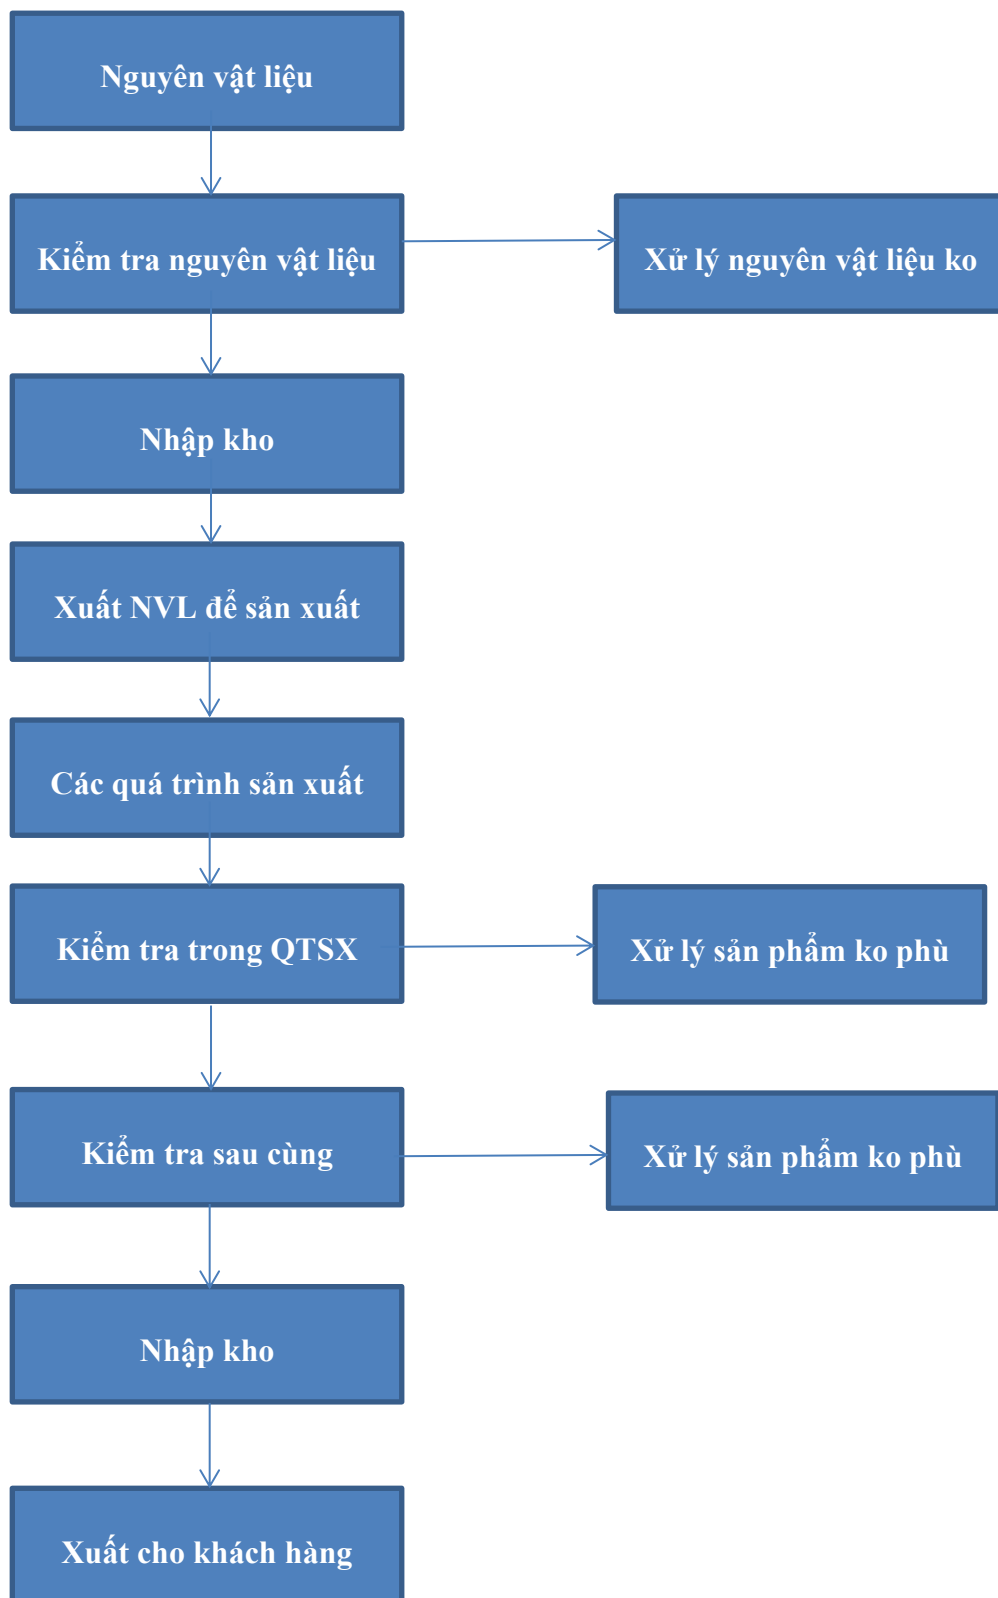 Nguyên vật liệu
Kiểm tra nguyên vật liệu
Xử lý nguyên vật liệu ko
Nhập kho
Xuất NVL để sản xuất
Các quá trình sản xuất
Kiểm tra trong QTSX
Xử lý sản phẩm ko phù
Kiểm tra sau cùng
Xử lý sản phẩm ko phù
Nhập kho
Xuất cho khách hàng